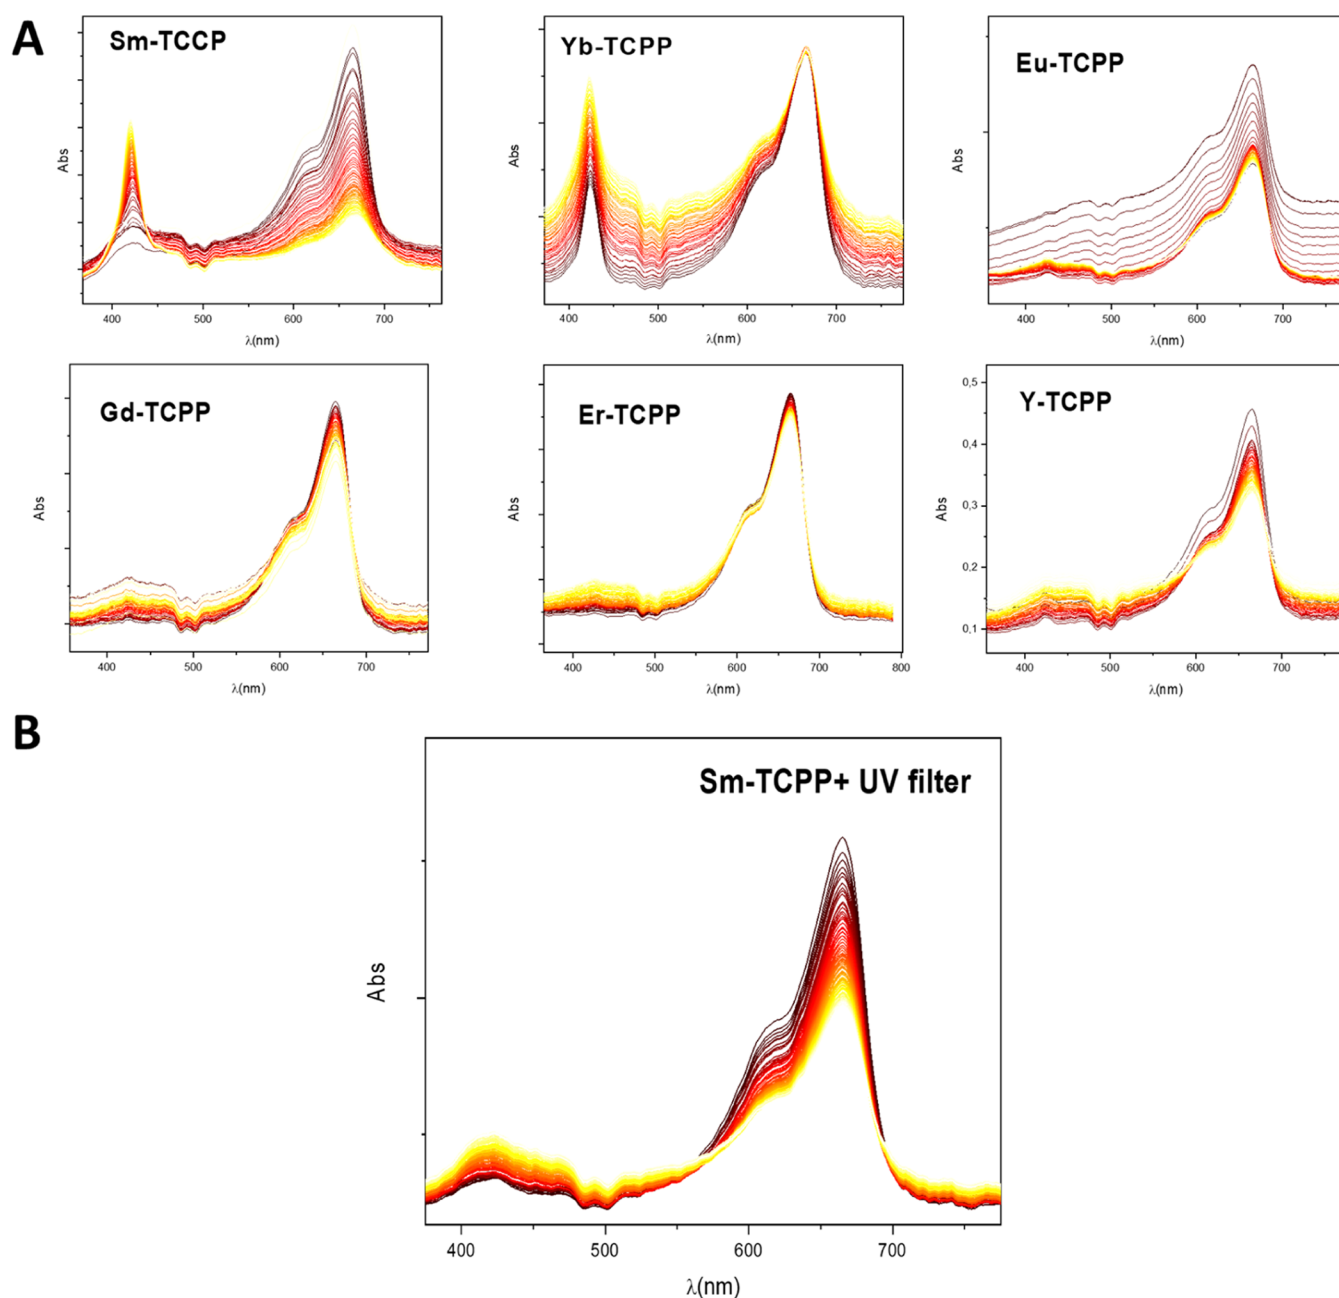 A
Sm-TCCP
Yb-TCPP
Eu-TCPP
Abs
Abs
Abs
400 500 600 700
400 500 600 700
400 500 600 700
λ(nm)
λ(nm)
λ(nm)
Gd-TCPP
Er-TCPP
Y-TCPP
0,5
0,4
0,3
0,2
0,1
Abs
Abs
Abs
400 500 600 700
400 500 600 700 800
400 500 600 700
λ(nm)
λ(nm)
λ(nm)
B
Sm-TCPP+ UV filter
Abs
400 500 600 700
λ(nm)